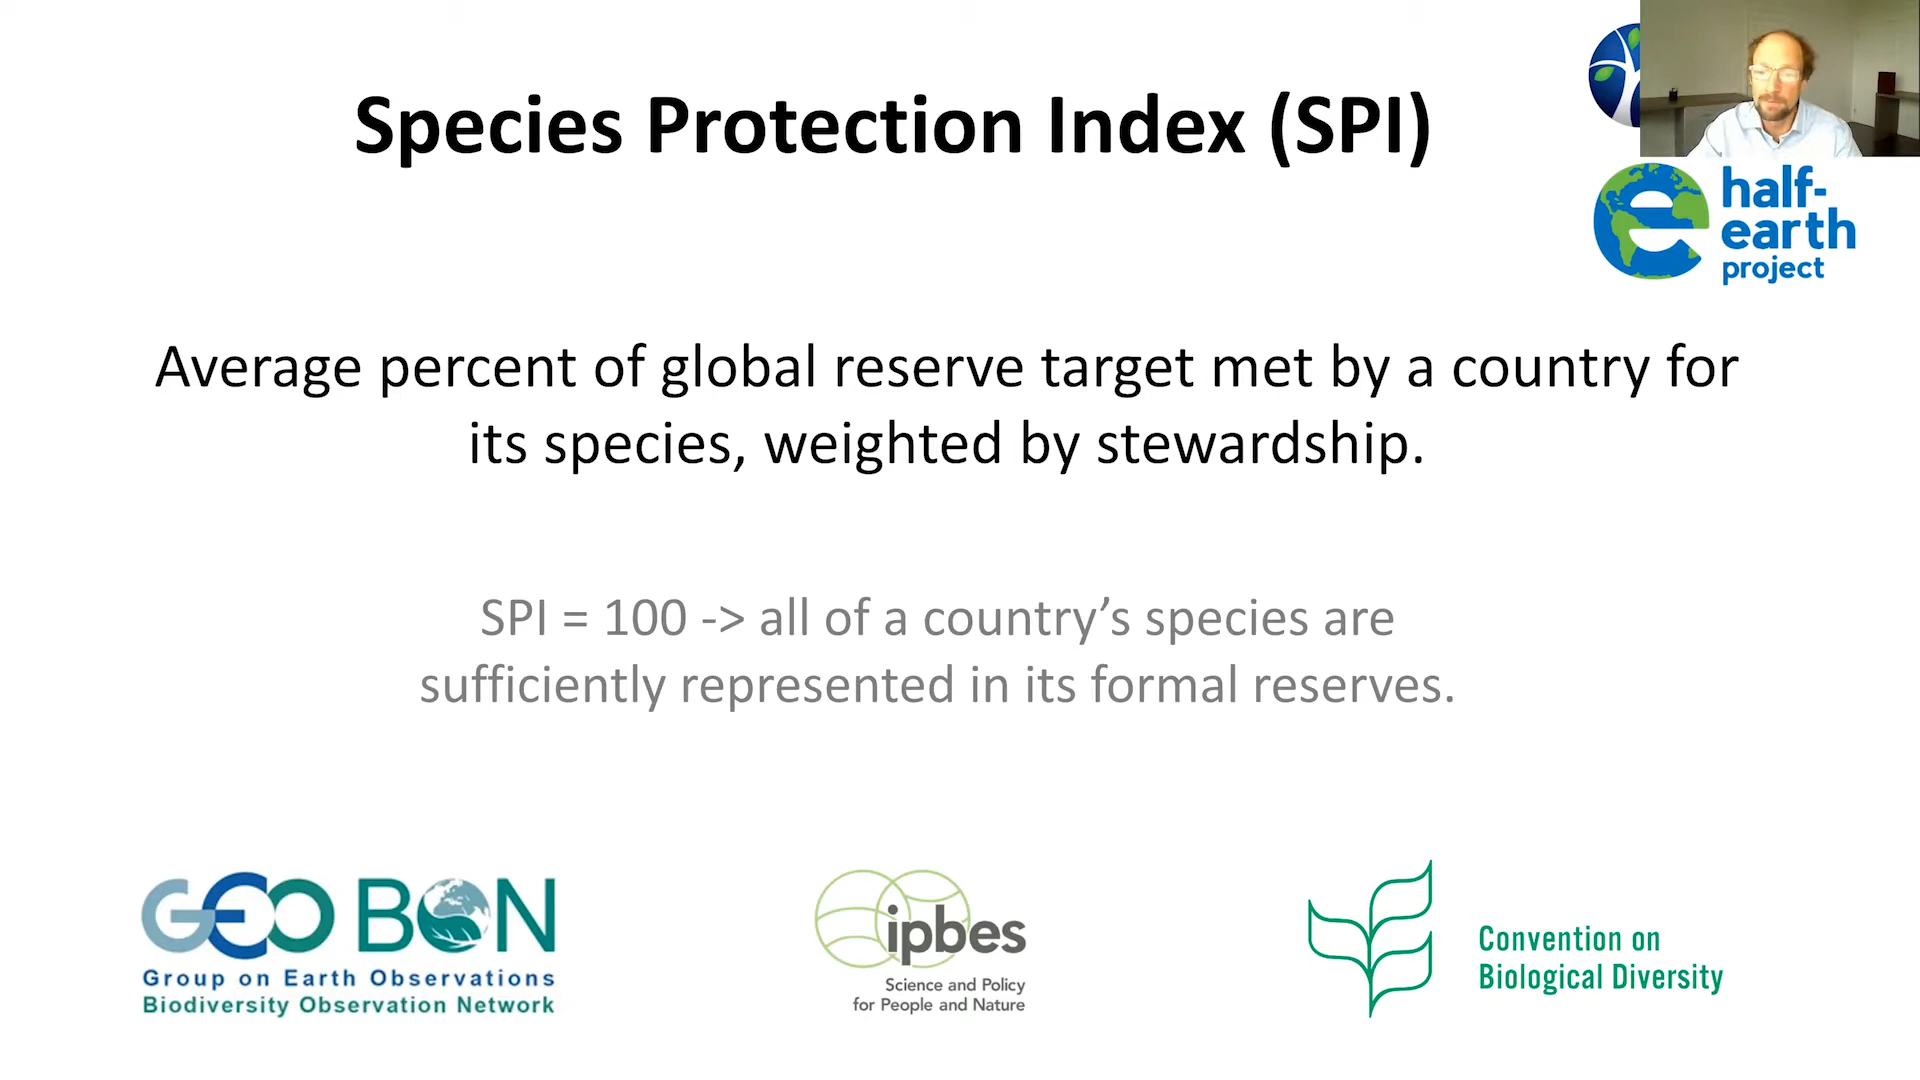 Species Protection Index (SPI)
half-
earth
project
Average percent of global reserve target met by a country for
its species, weighted by stewardship.
SPI = 100 -> all of a country’s species are
sufficiently represented in its formal reserves.
GEO BON
Group on Earth Observations
Biodiversity Observation Network
ipbes
Science and Policy
for People and Nature
Convention on
Biological Diversity